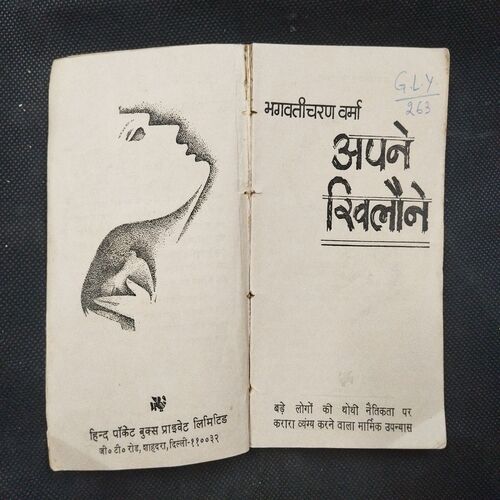 हिन्द पॉकेट बुक्स प्राइवेट लिमिटिड
जी० टी० रोड, शाहदरा, दिल्ली-११००३२
G.L.Y.
263
भगवतीचरण वर्मा
अपने
खिलौने
बड़े लोगों की थोथी नैतिकता पर
करारा व्यंग्य करने वाला मार्मिक उपन्यास